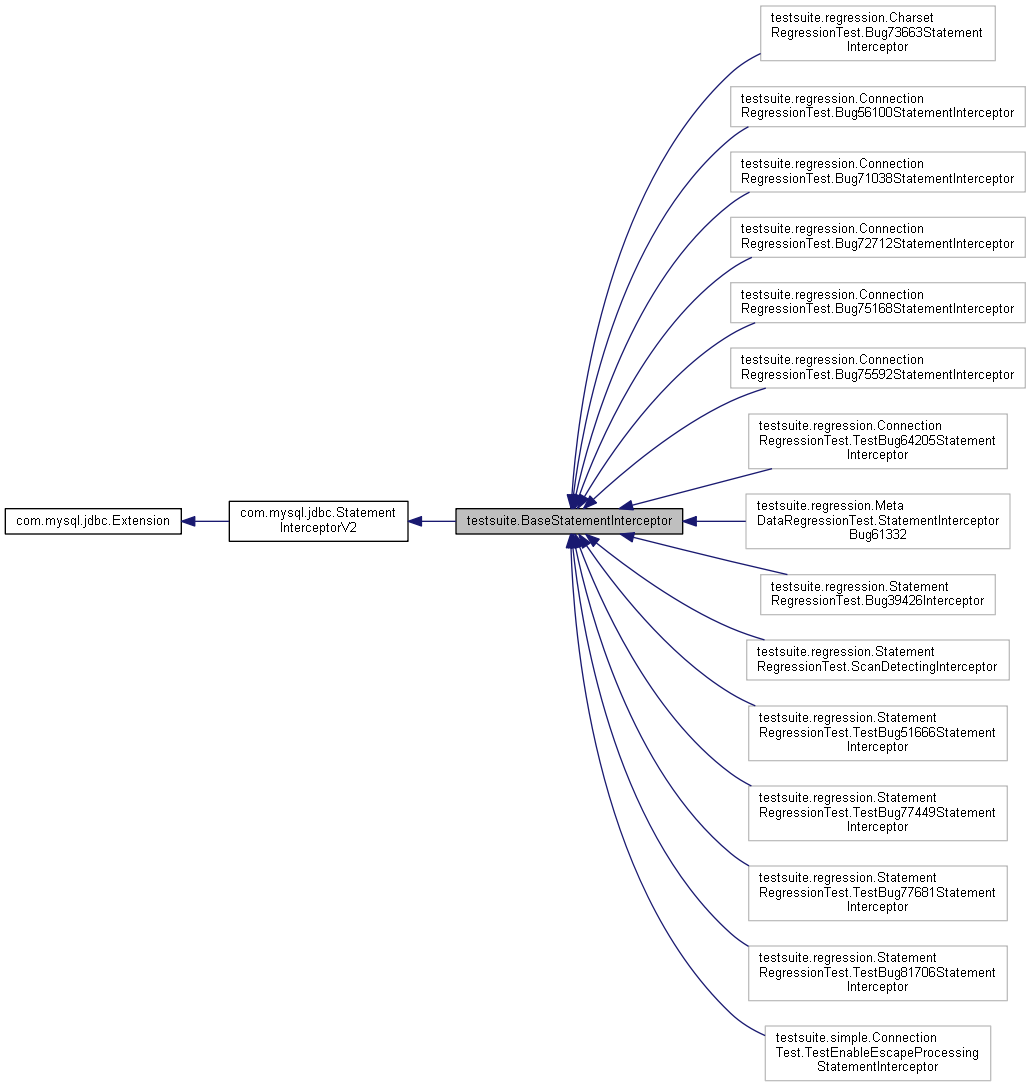 testsuite.regression.Charset
RegressionTest.Bug73663Statement
Interceptor
testsuite.regression.Connection
RegressionTest.Bug56100StatementInterceptor
testsuite.regression.Connection
RegressionTest.Bug71038StatementInterceptor
testsuite.regression.Connection
RegressionTest.Bug72712StatementInterceptor
testsuite.regression.Connection
RegressionTest.Bug75168StatementInterceptor
testsuite.regression.Connection
RegressionTest.Bug75592StatementInterceptor
testsuite.regression.Connection
RegressionTest.TestBug64205Statement
Interceptor
com.mysql.jdbc.Extension
com.mysql.jdbc.Statement
InterceptorV2
testsuite.BaseStatementInterceptor
testsuite.regression.Meta
DataRegressionTest.StatementInterceptor
Bug61332
testsuite.regression.Statement
RegressionTest.Bug39426Interceptor
testsuite.regression.Statement
RegressionTest.ScanDetectingInterceptor
testsuite.regression.Statement
RegressionTest.TestBug51666Statement
Interceptor
testsuite.regression.Statement
RegressionTest.TestBug77449Statement
Interceptor
testsuite.regression.Statement
RegressionTest.TestBug77681Statement
Interceptor
testsuite.regression.Statement
RegressionTest.TestBug81706Statement
Interceptor
testsuite.simple.Connection
Test.TestEnableEscapeProcessing
StatementInterceptor